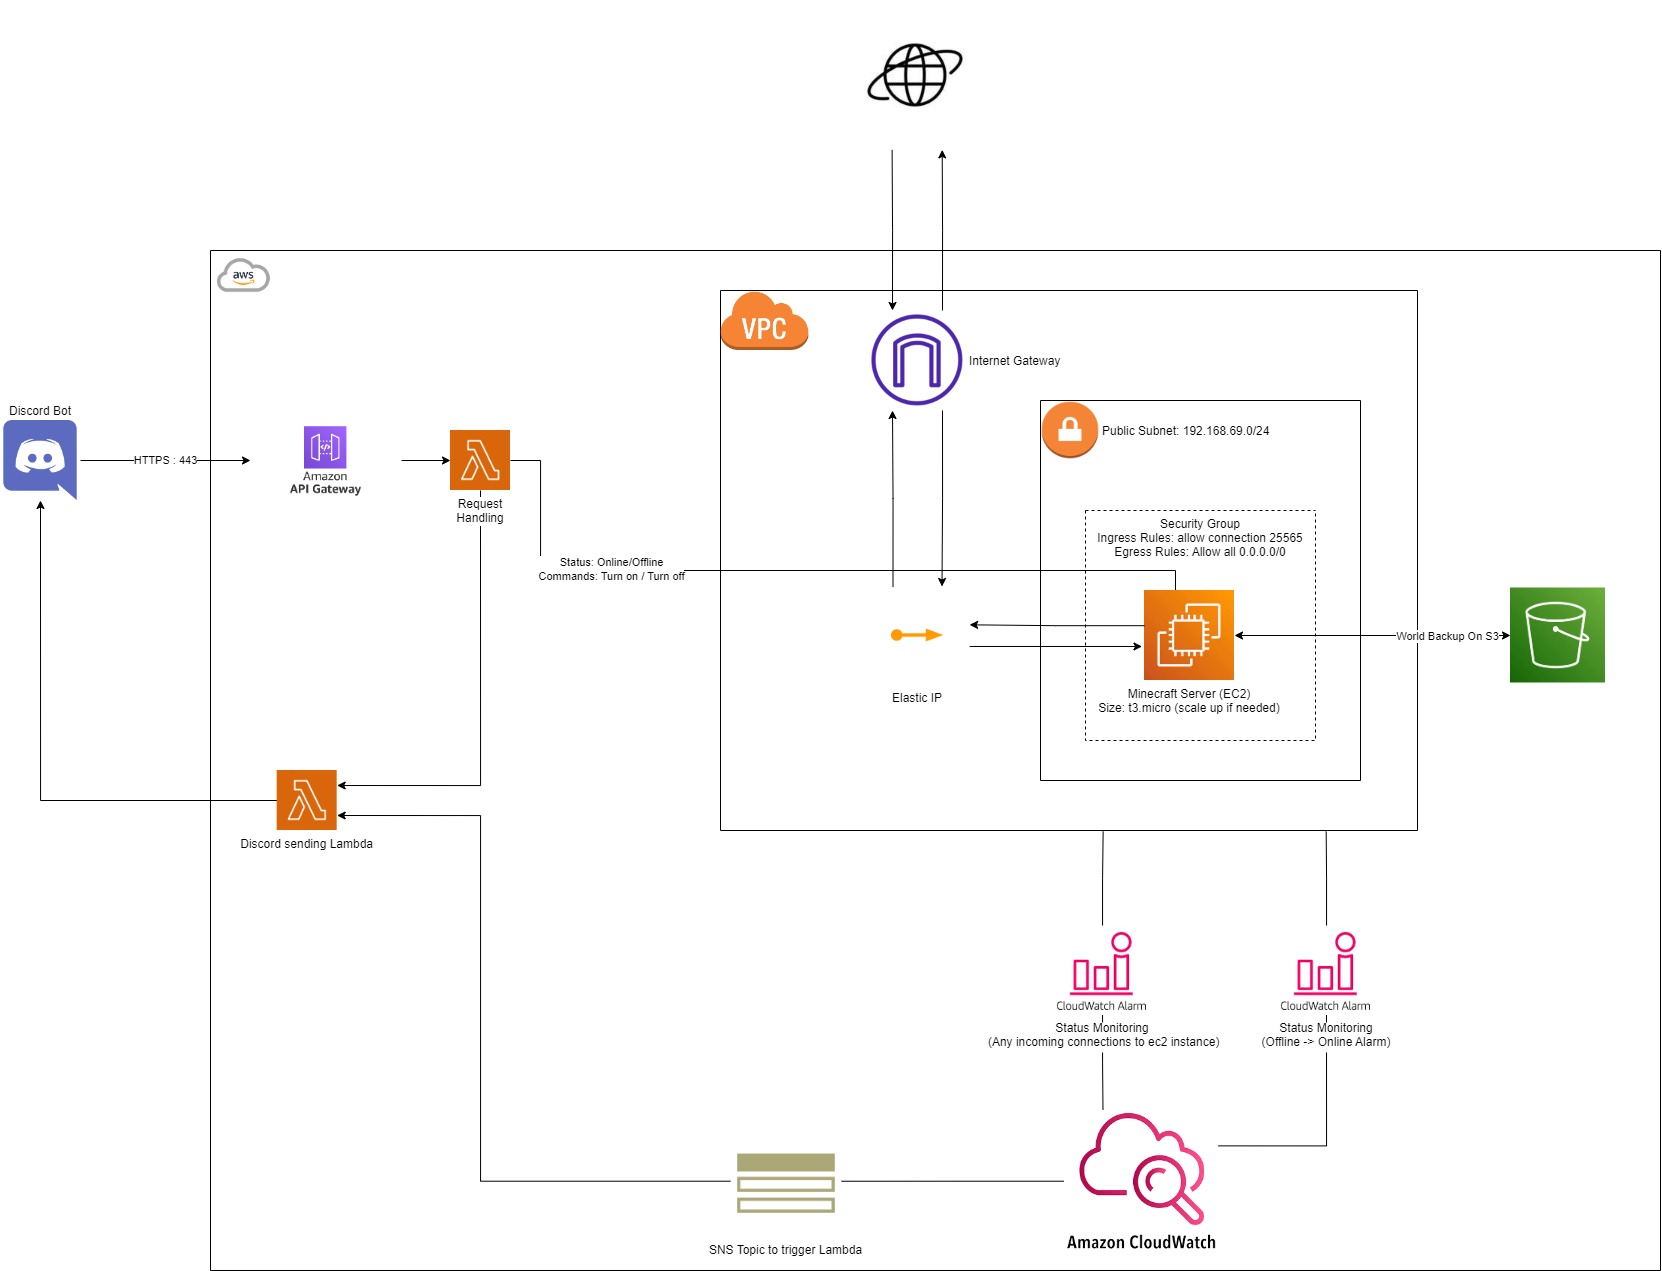 aws
VPC
Internet Gateway
Discord Bot
Public Subnet: 192.168.69.0/24
HTTPS : 443
Amazon
API Gateway
Request
Handling
Security Group
Ingress Rules: allow connection 25565
Egress Rules: Allow all 0.0.0.0/0
Status: Online/Offline
Commands: Turn on / Turn off
World Backup On S3
Elastic IP
Minecraft Server (EC2)
Size: t3.micro (scale up if needed)
Discord sending Lambda
CloudWatch Alarm
Status Monitoring
(Any incoming connections to ec2 instance)
CloudWatch Alarm
Status Monitoring
(Offline -> Online Alarm)
SNS Topic to trigger Lambda
Amazon CloudWatch